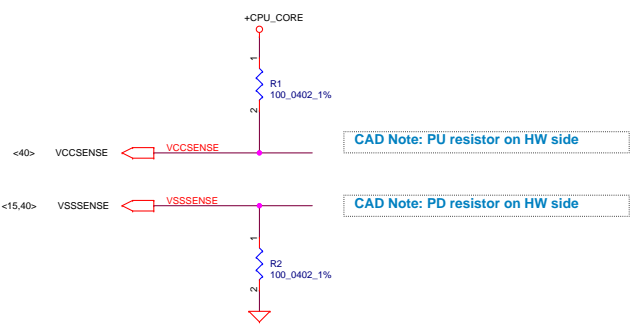 +CPU_CORE
1
R1
100_0402_1%
2
<40> VCCSENSE VCCSENSE CAD Note: PU resistor on HW side
<15,40> VSSSENSE VSSSENSE CAD Note: PD resistor on HW side
1
R2
100_0402_1%
2